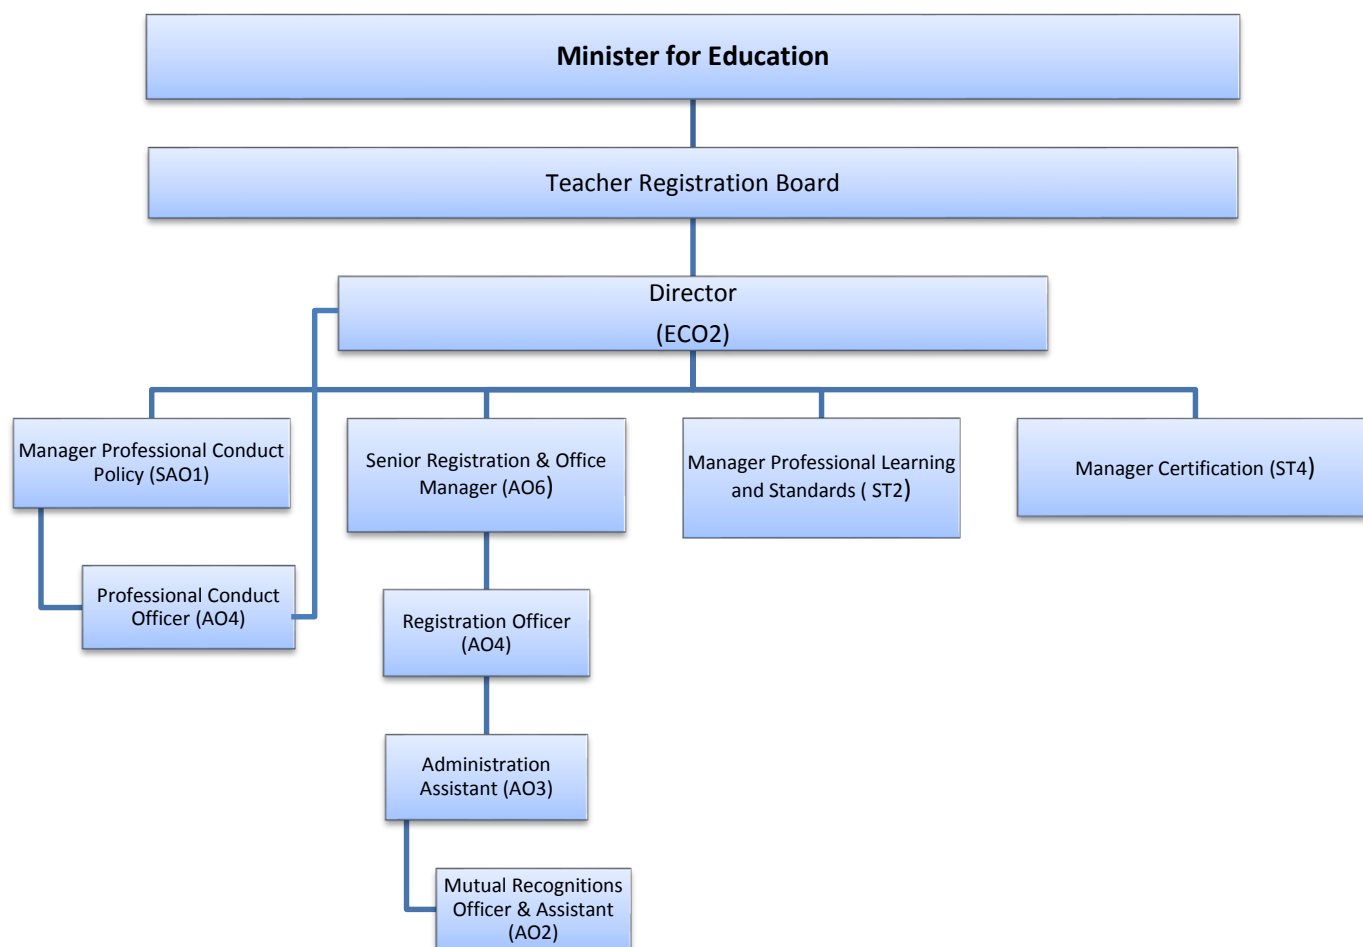 Minister for Education
Teacher Registration Board
Director
(ECO2)
Manager Professional Conduct
Policy (SAO1)
Senior Registration & Office
Manager (AO6)
Manager Professional Learning
and Standards ( ST2)
Manager Certification (ST4)
Professional Conduct
Officer (AO4)
Registration Officer
(AO4)
Administration
Assistant (AO3)
Mutual Recognitions
Officer & Assistant
(AO2)